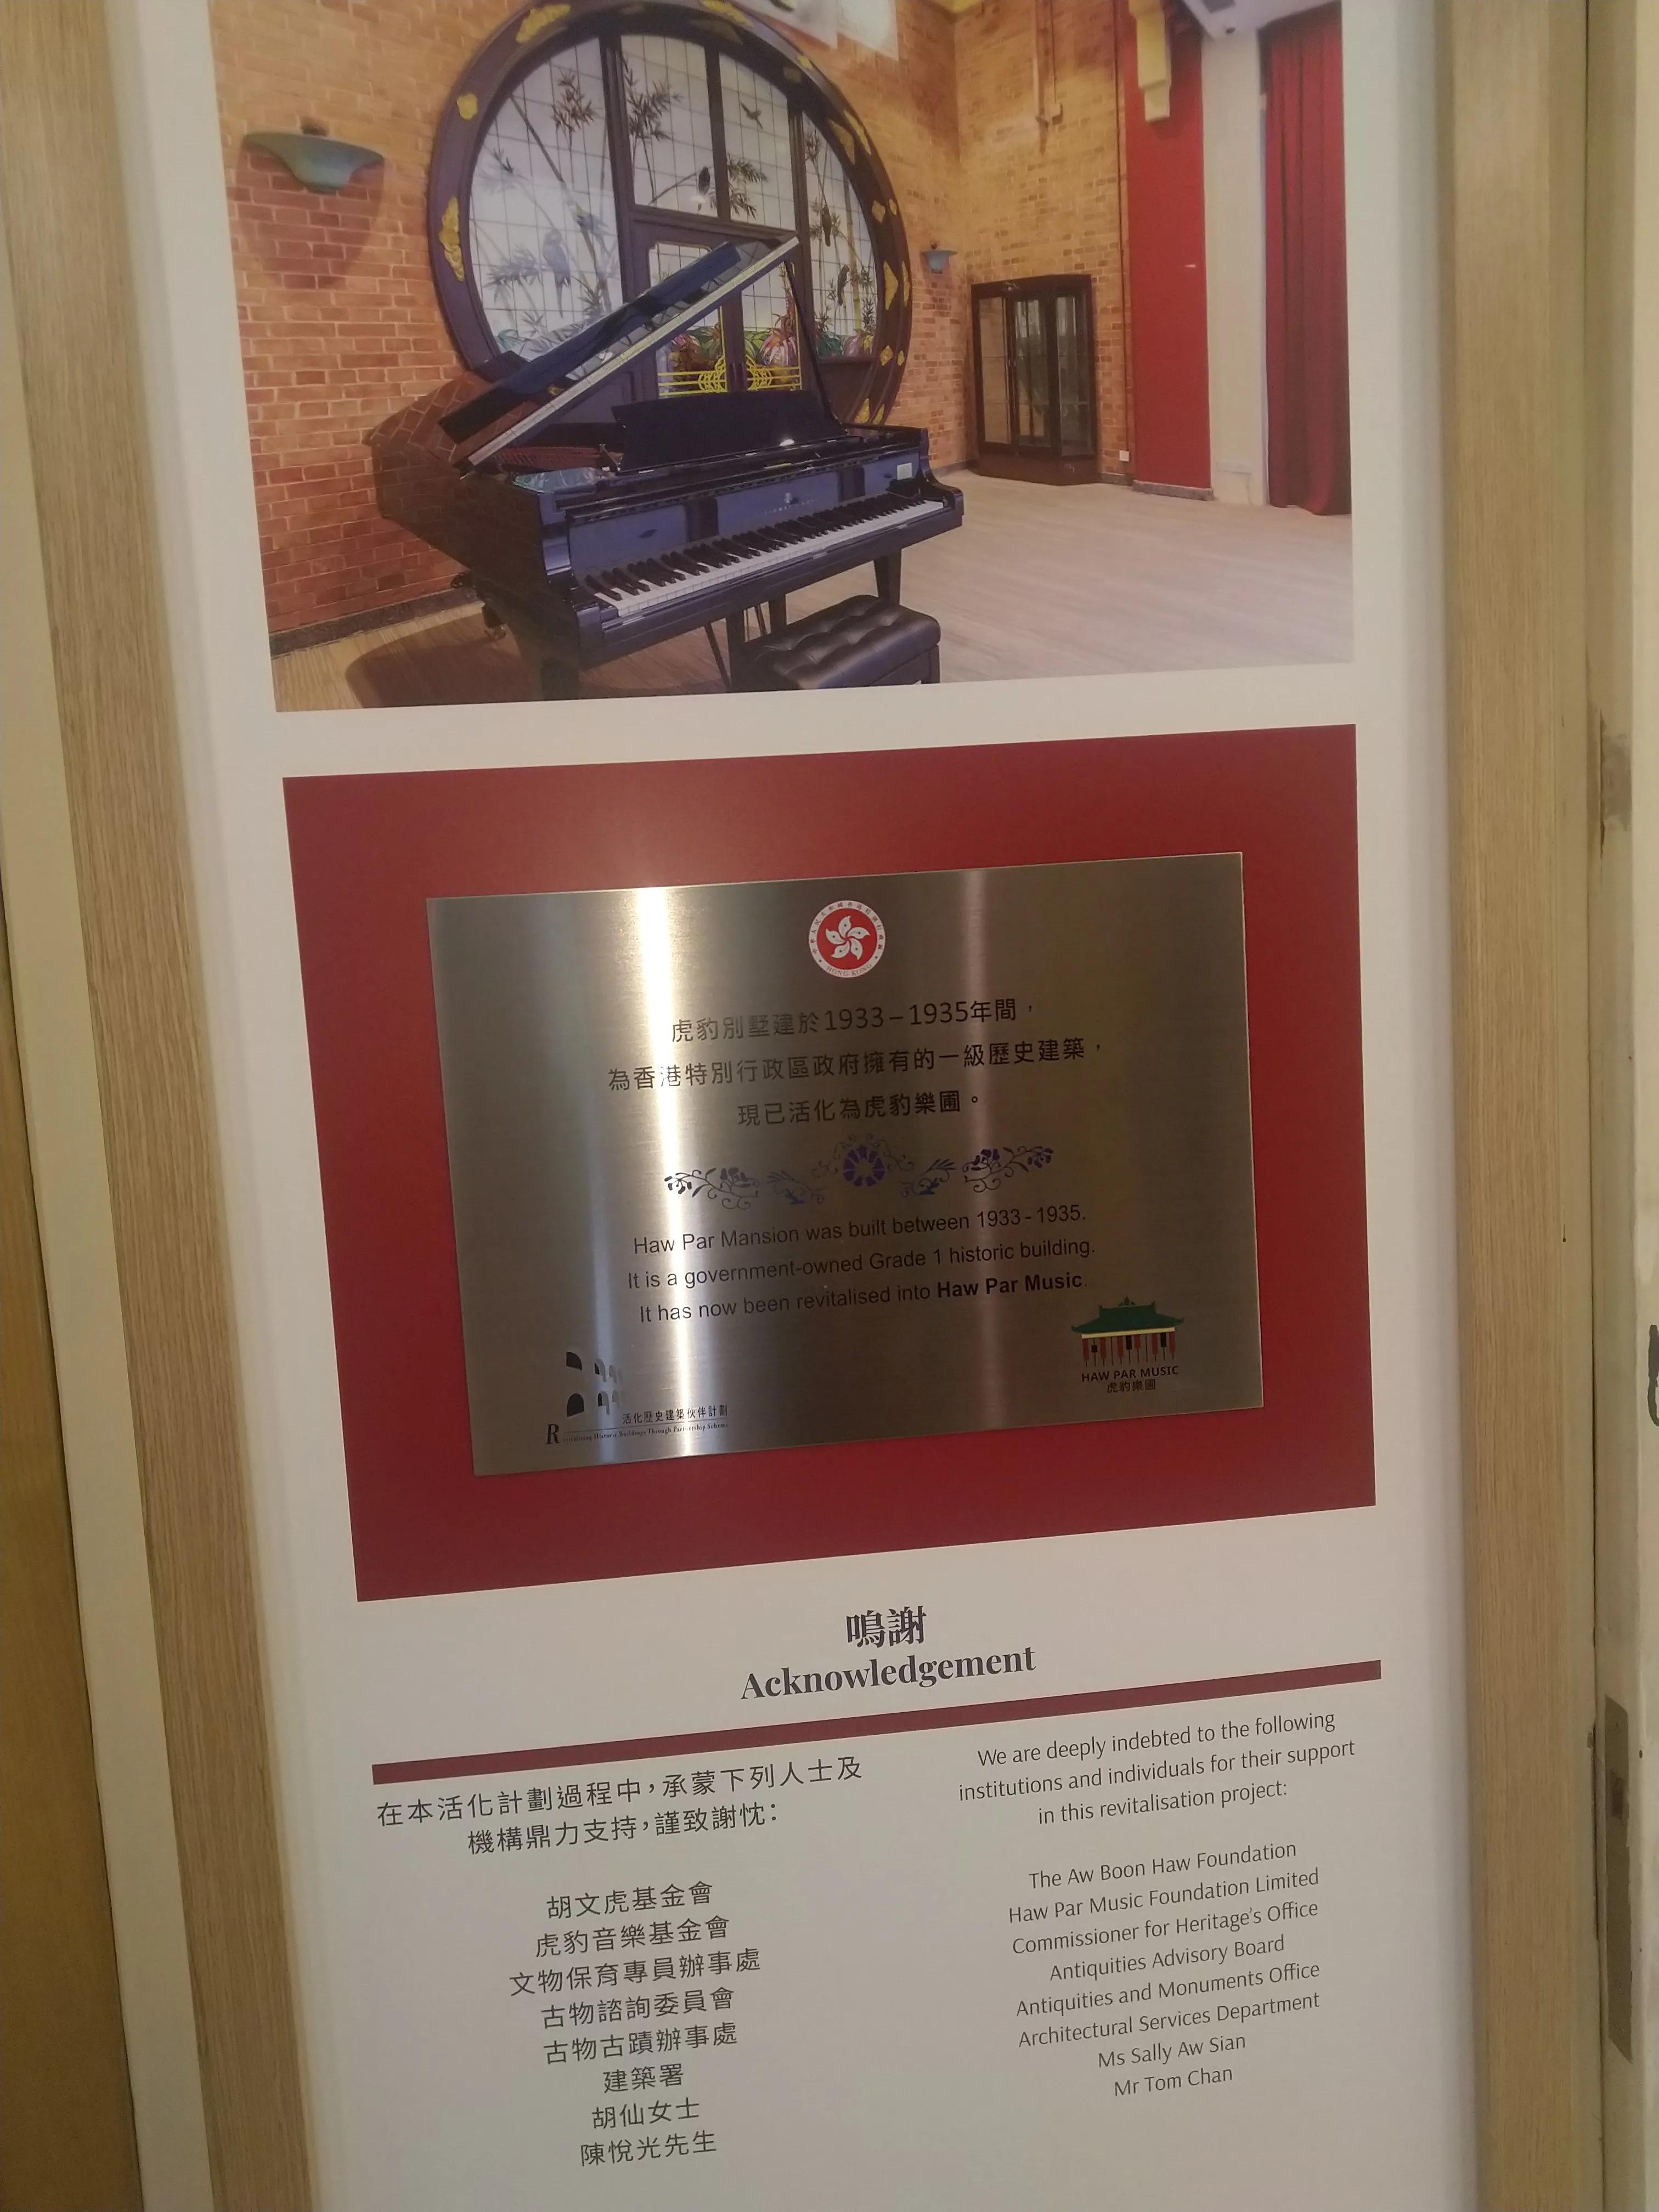 HONG KONG
虎豹別墅建於1933–1935年間，
為香港特別行政區政府擁有的一級歷史建築，
現已活化為虎豹樂圃。
Haw Par Mansion was built between 1933-1935.
It is a government-owned Grade 1 historic building.
It has now been revitalised into Haw Par Music.
活化歷史建築伙伴計劃
Revitalising Historic Buildings Through Partnership Scheme
HAW PAR MUSIC
虎豹樂圃
鳴謝
Acknowledgement
在本活化計劃過程中，承蒙下列人士及
機構鼎力支持，謹致謝忱：
胡文虎基金會
虎豹音樂基金會
文物保育專員辦事處
古物諮詢委員會
古物古蹟辦事處
建築署
胡仙女士
陳悅光先生
We are deeply indebted to the following
institutions and individuals for their support
in this revitalisation project:
The Aw Boon Haw Foundation
Haw Par Music Foundation Limited
Commissioner for Heritage's Office
Antiquities Advisory Board
Antiquities and Monuments Office
Architectural Services Department
Ms Sally Aw Sian
Mr Tom Chan